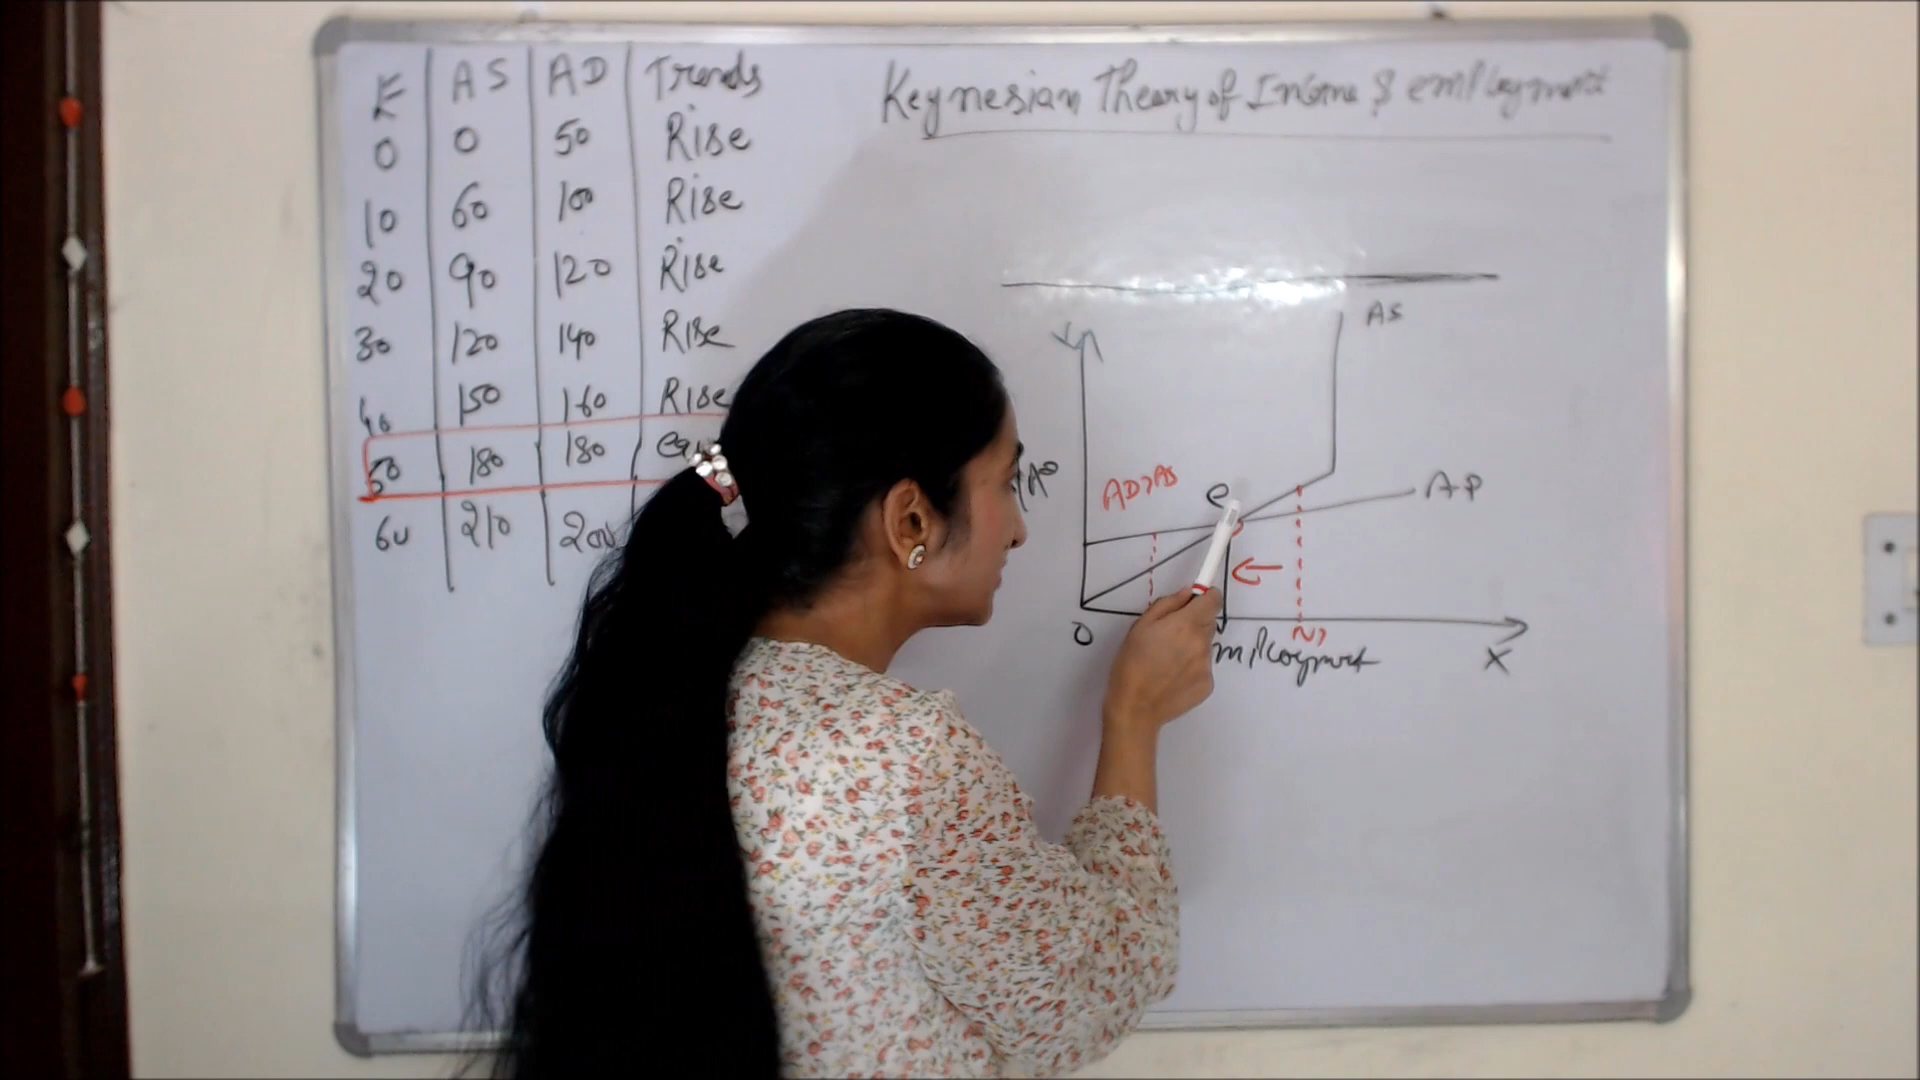 Keynesian Theory of Income & employment
E AS AD Trends
0 0 50 Rise
10 60 100 Rise
20 90 120 Rise
30 120 140 Rise
40 150 160 Rise
50 180 180
60 210 200
Y
AS
AD>AS
e
AD
O
N1
X